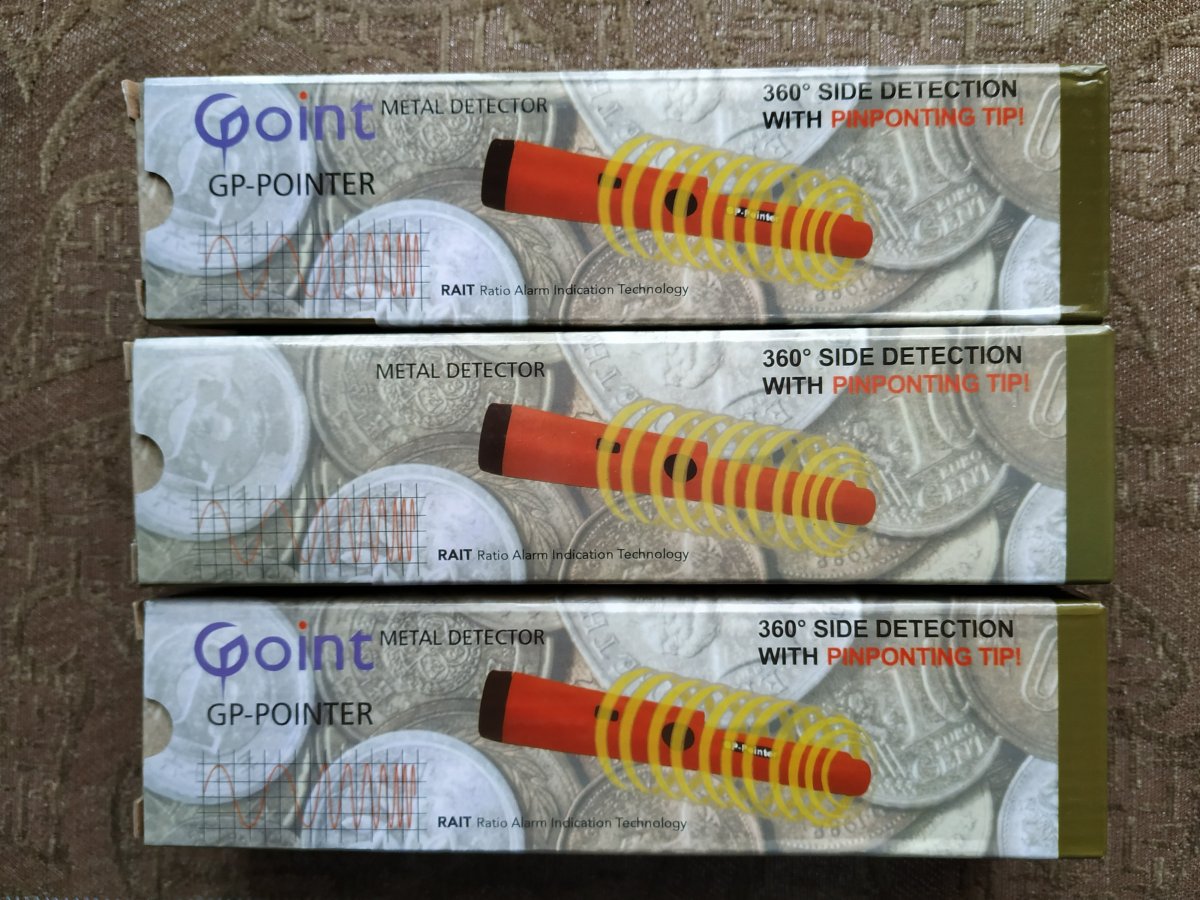 Gpoint METAL DETECTOR
GP-POINTER
360° SIDE DETECTION
WITH PINPONTING TIP!
GP-Pointer
RAIT Ratio Alarm Indication Technology
METAL DETECTOR
360° SIDE DETECTION
WITH PINPONTING TIP!
RAIT Ratio Alarm Indication Technology
Gpoint METAL DETECTOR
GP-POINTER
360° SIDE DETECTION
WITH PINPONTING TIP!
GP-Pointer
RAIT Ratio Alarm Indication Technology